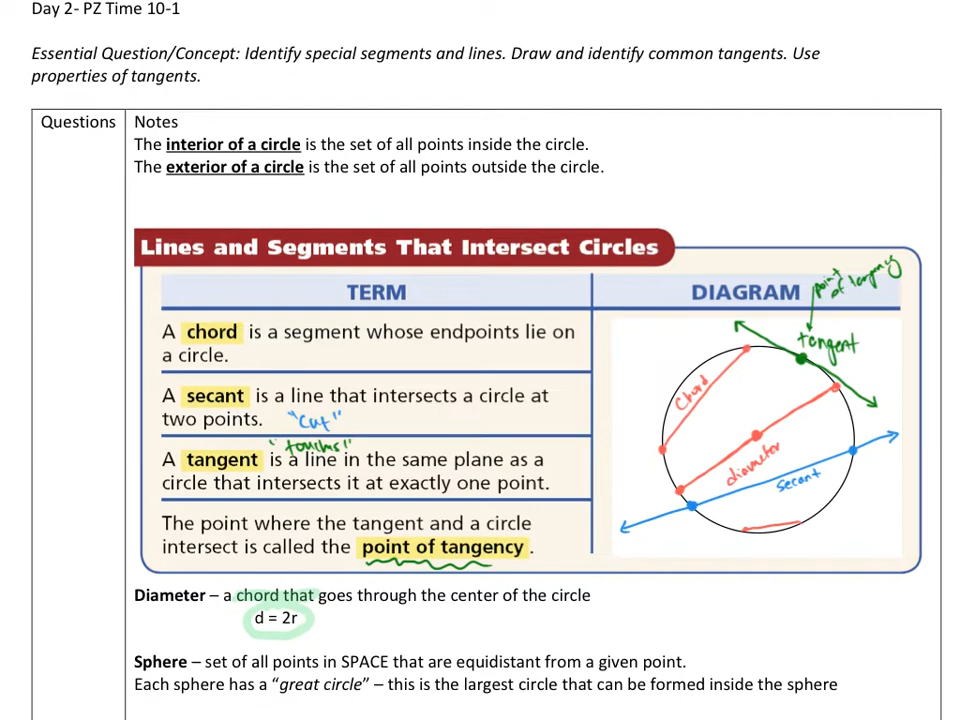 Day 2- PZ Time 10-1
Essential Question/Concept: Identify special segments and lines. Draw and identify common tangents. Use
properties of tangents.
Questions
Notes
The interior of a circle is the set of all points inside the circle.
The exterior of a circle is the set of all points outside the circle.
Lines and Segments That Intersect Circles
TERM
DIAGRAM
point
of tangency
A chord is a segment whose endpoints lie on
a circle.
A secant is a line that intersects a circle at
two points. "cut"
"touches"
A tangent is a line in the same plane as a
circle that intersects it at exactly one point.
The point where the tangent and a circle
intersect is called the point of tangency.
tangent
Chord
diameter
secant
Diameter – a chord that goes through the center of the circle
d = 2r
Sphere – set of all points in SPACE that are equidistant from a given point.
Each sphere has a “great circle” – this is the largest circle that can be formed inside the sphere